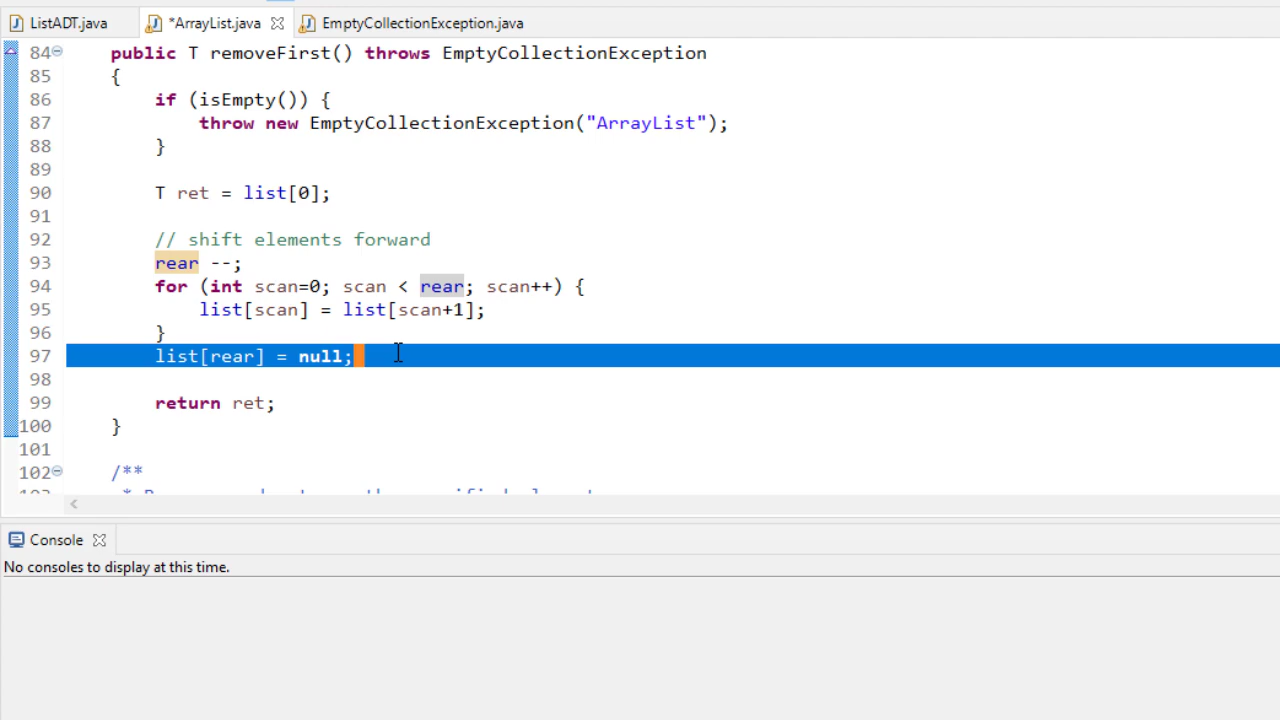 ListADT.java *ArrayList.java EmptyCollectionException.java
84 public T removeFirst() throws EmptyCollectionException
85 {
86 if (isEmpty()) {
87 throw new EmptyCollectionException("ArrayList");
88 }
89
90 T ret = list[0];
91
92 // shift elements forward
93 rear --;
94 for (int scan=0; scan < rear; scan++) {
95 list[scan] = list[scan+1];
96 }
97 list[rear] = null;
98
99 return ret;
100 }
101
102 /**
Console
No consoles to display at this time.